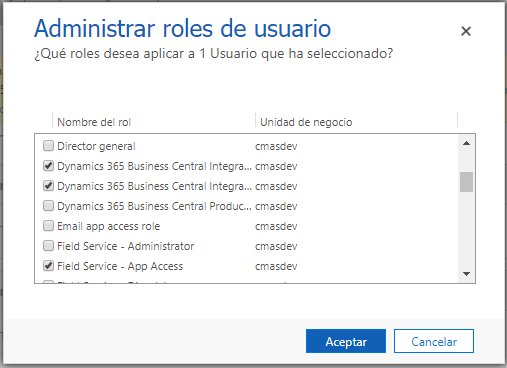 Administrar roles de usuario
¿Qué roles desea aplicar a 1 Usuario que ha seleccionado?
Nombre del rol Unidad de negocio
Director general cmasdev
Dynamics 365 Business Central Integra... cmasdev
Dynamics 365 Business Central Integra... cmasdev
Dynamics 365 Business Central Produc... cmasdev
Email app access role cmasdev
Field Service - Administrator cmasdev
Field Service - App Access cmasdev
Aceptar Cancelar